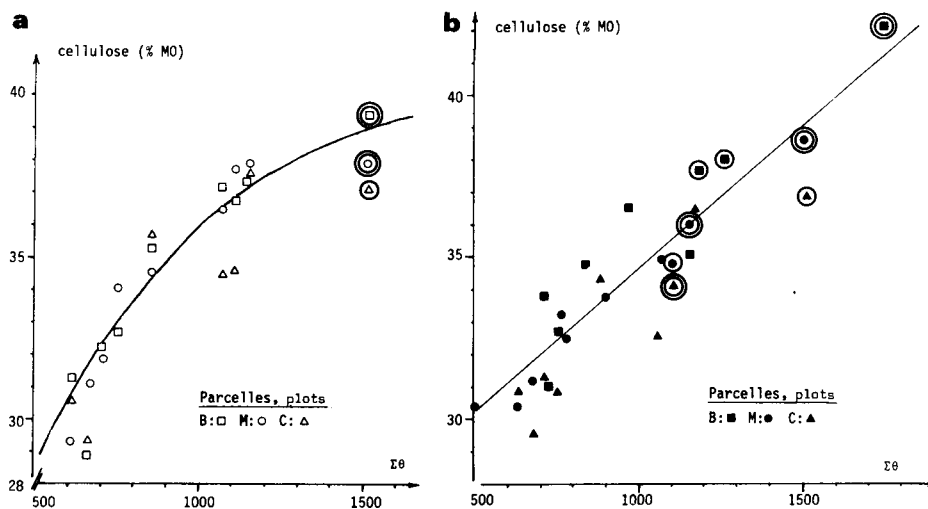 a
cellulose (% MO)
40
35
30
28
500
1000
1500
Σθ
Parcelles, plots
B:□ M:○ C:△
b
cellulose (% MO)
40
35
30
500
1000
1500
Σθ
Parcelles, plots
B:■ M:● C:▲